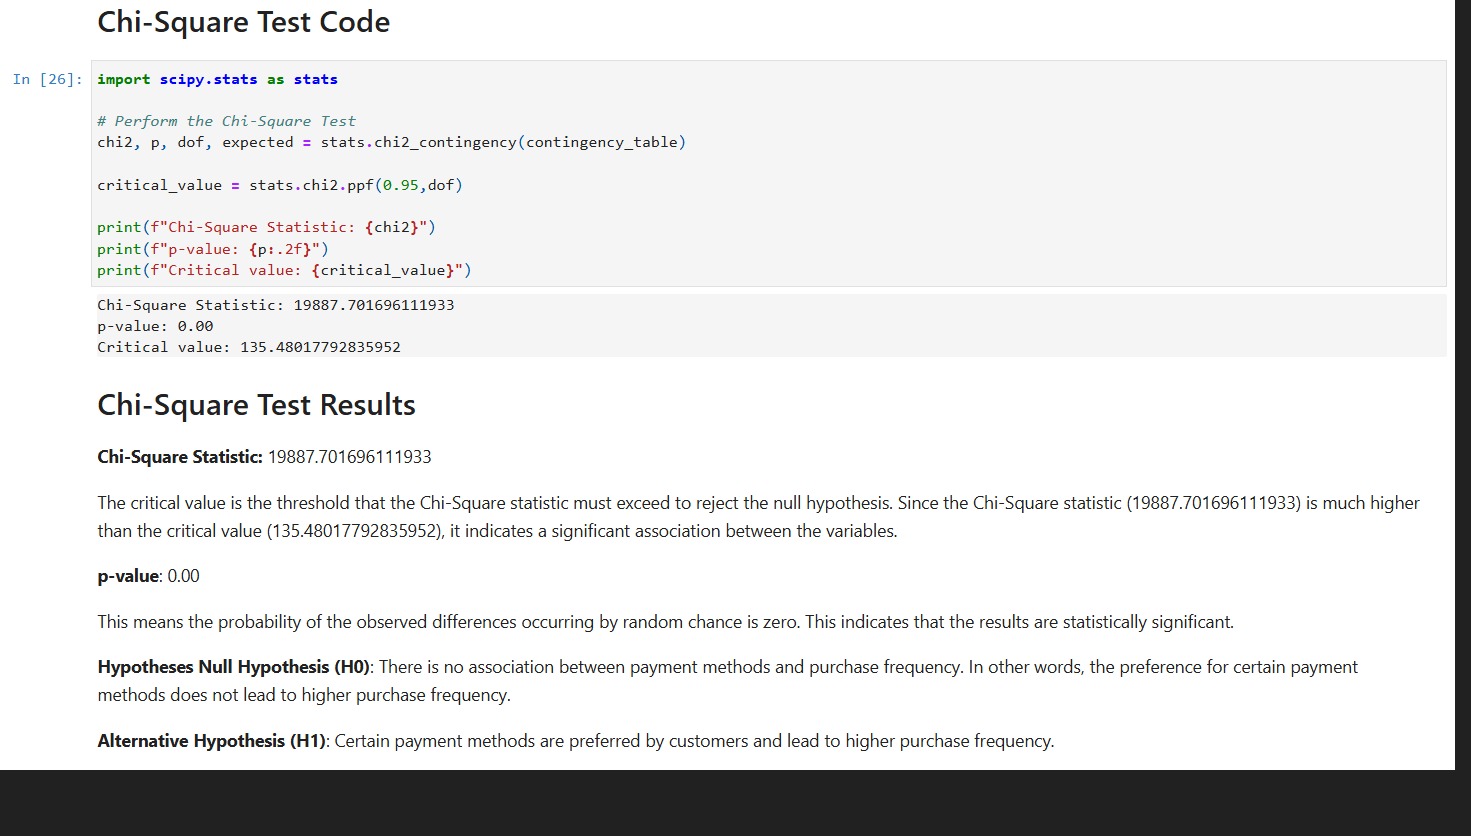 Chi-Square Test Code
In [26]:
import scipy.stats as stats
# Perform the Chi-Square Test
chi2, p, dof, expected = stats.chi2_contingency(contingency_table)
critical_value = stats.chi2.ppf(0.95,dof)
print(f"Chi-Square Statistic: {chi2}")
print(f"p-value: {p:.2f}")
print(f"Critical value: {critical_value}")
Chi-Square Statistic: 19887.701696111933
p-value: 0.00
Critical value: 135.48017792835952
Chi-Square Test Results
Chi-Square Statistic: 19887.701696111933
The critical value is the threshold that the Chi-Square statistic must exceed to reject the null hypothesis. Since the Chi-Square statistic (19887.701696111933) is much higher
than the critical value (135.48017792835952), it indicates a significant association between the variables.
p-value: 0.00
This means the probability of the observed differences occurring by random chance is zero. This indicates that the results are statistically significant.
Hypotheses Null Hypothesis (H0): There is no association between payment methods and purchase frequency. In other words, the preference for certain payment
methods does not lead to higher purchase frequency.
Alternative Hypothesis (H1): Certain payment methods are preferred by customers and lead to higher purchase frequency.